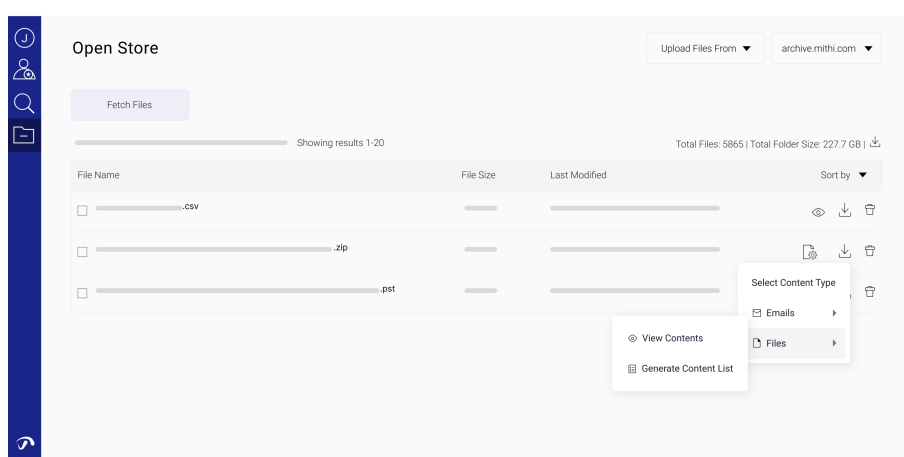 J
Open Store
Upload Files From
archive.mithi.com
Fetch Files
Showing results 1-20
Total Files: 5865 | Total Folder Size: 227.7 GB |
File Name File Size Last Modified Sort by
.csv
.zip
.pst
Select Content Type
Emails
Files
View Contents
Generate Content List